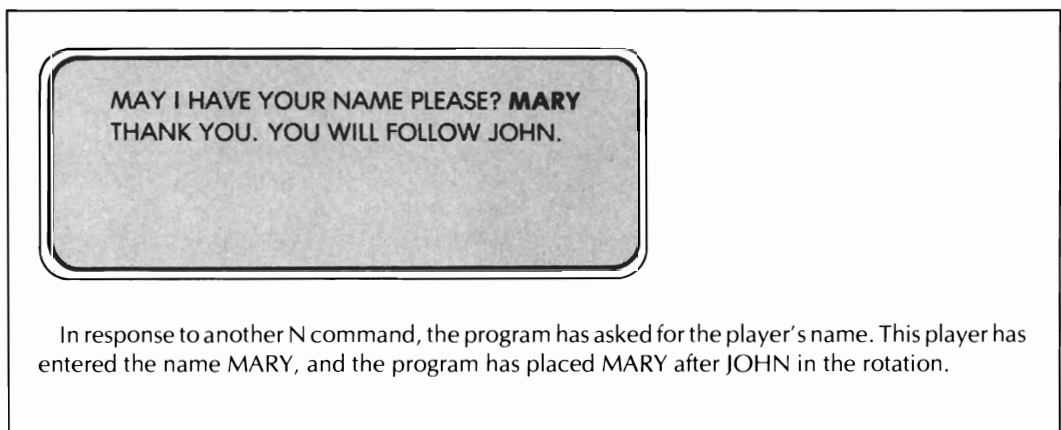 MAY I HAVE YOUR NAME PLEASE? MARY
THANK YOU. YOU WILL FOLLOW JOHN.
In response to another N command, the program has asked for the player's name. This player has
entered the name MARY, and the program has placed MARY after JOHN in the rotation.